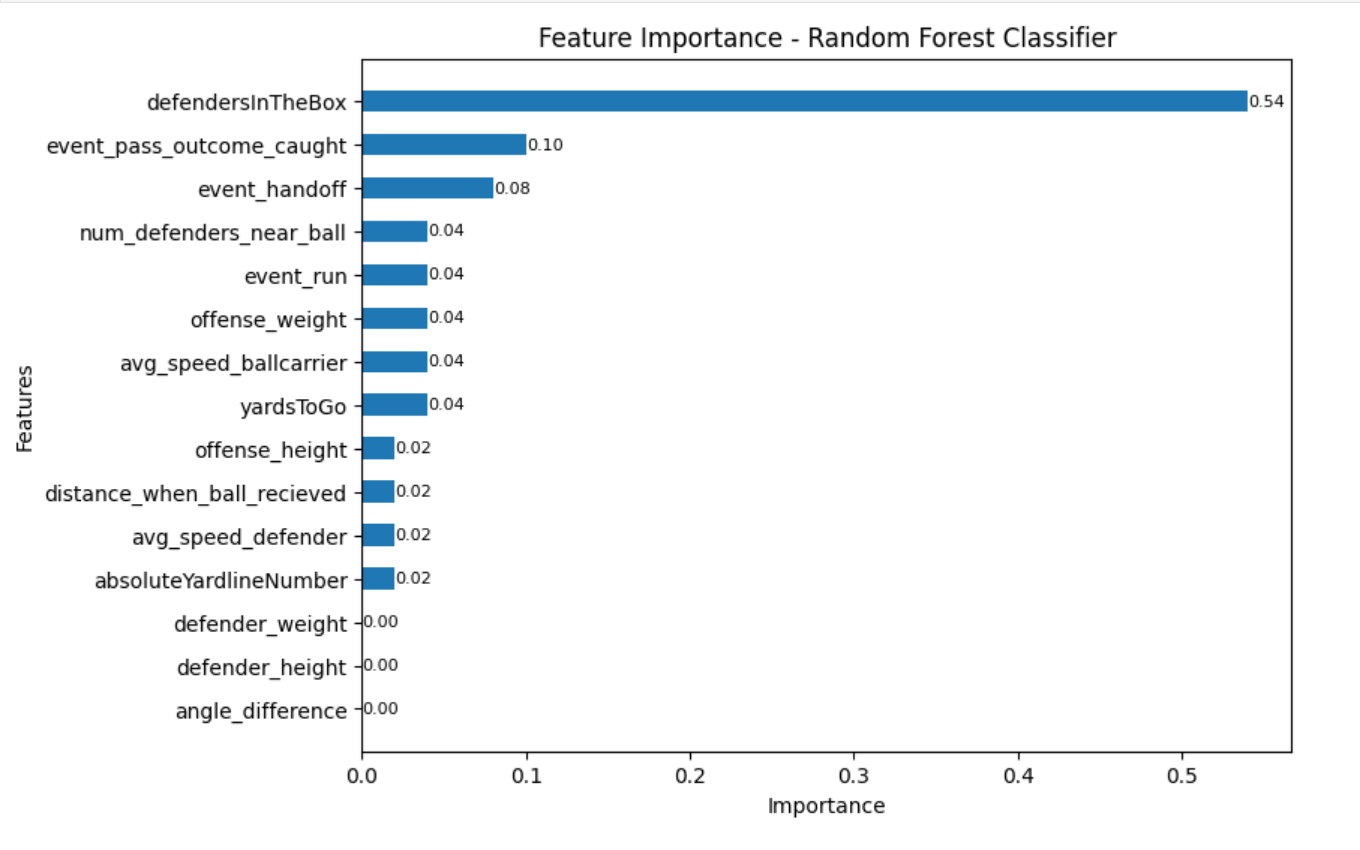 Feature Importance - Random Forest Classifier
defendersInTheBox 0.54
event_pass_outcome_caught 0.10
event_handoff 0.08
num_defenders_near_ball 0.04
event_run 0.04
offense_weight 0.04
avg_speed_ballcarrier 0.04
yardsToGo 0.04
offense_height 0.02
distance_when_ball_recieved 0.02
avg_speed_defender 0.02
absoluteYardlineNumber 0.02
defender_weight 0.00
defender_height 0.00
angle_difference 0.00
Features
0.0 0.1 0.2 0.3 0.4 0.5
Importance